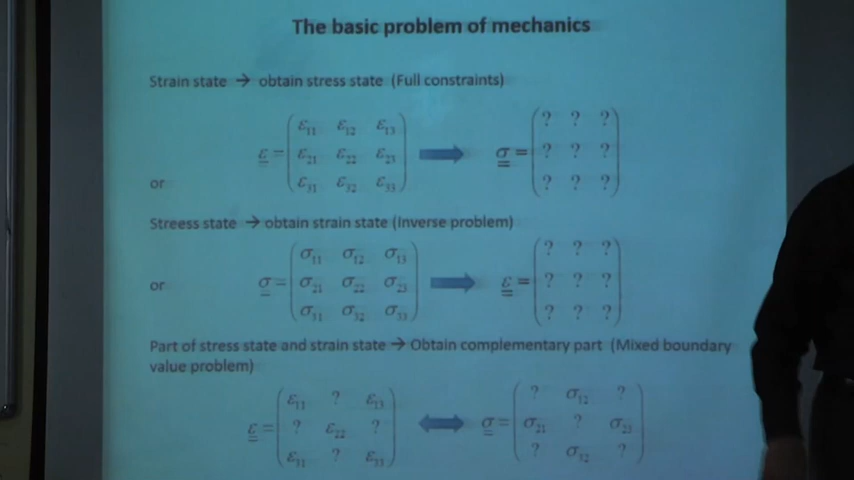 The basic problem of mechanics
Strain state → obtain stress state (Full constraints)
ε = ( ε11 ε12 ε13 ) → σ = ( ? ? ? )
( ε21 ε22 ε23 ) ( ? ? ? )
( ε31 ε32 ε33 ) ( ? ? ? )
or
Streess state → obtain strain state (Inverse problem)
σ = ( σ11 σ12 σ13 ) → ε = ( ? ? ? )
( σ21 σ22 σ23 ) ( ? ? ? )
( σ31 σ32 σ33 ) ( ? ? ? )
or
Part of stress state and strain state → Obtain complementary part (Mixed boundary
value problem)
ε = ( ε11 ? ε13 ) ↔ σ = ( ? σ12 ? )
( ? ε22 ? ) ( σ21 ? σ23 )
( ε31 ? ε33 ) ( ? σ32 ? )